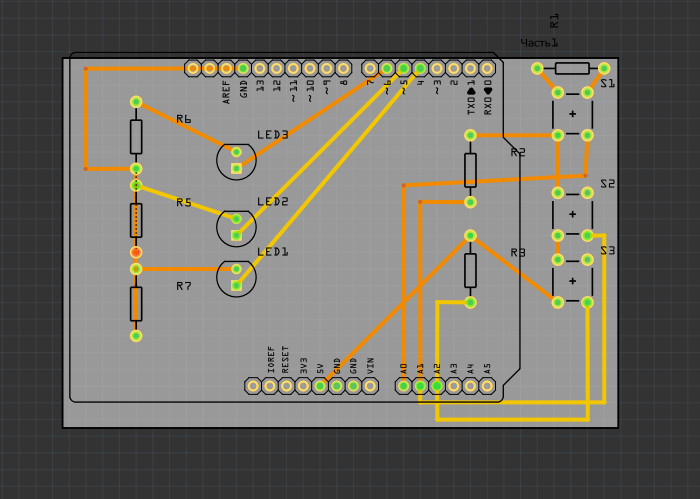 R1
Часть1
S1
AREF
GND
13
12
~11
~10
~9
8
7
~6
~5
4
~3
2
TX0▶1
RX0◀0
R6
LED3
R2
S2
R5
LED2
LED1
R3
S3
R7
IOREF
RESET
3V3
5V
GND
GND
VIN
A0
A1
A2
A3
A4
A5